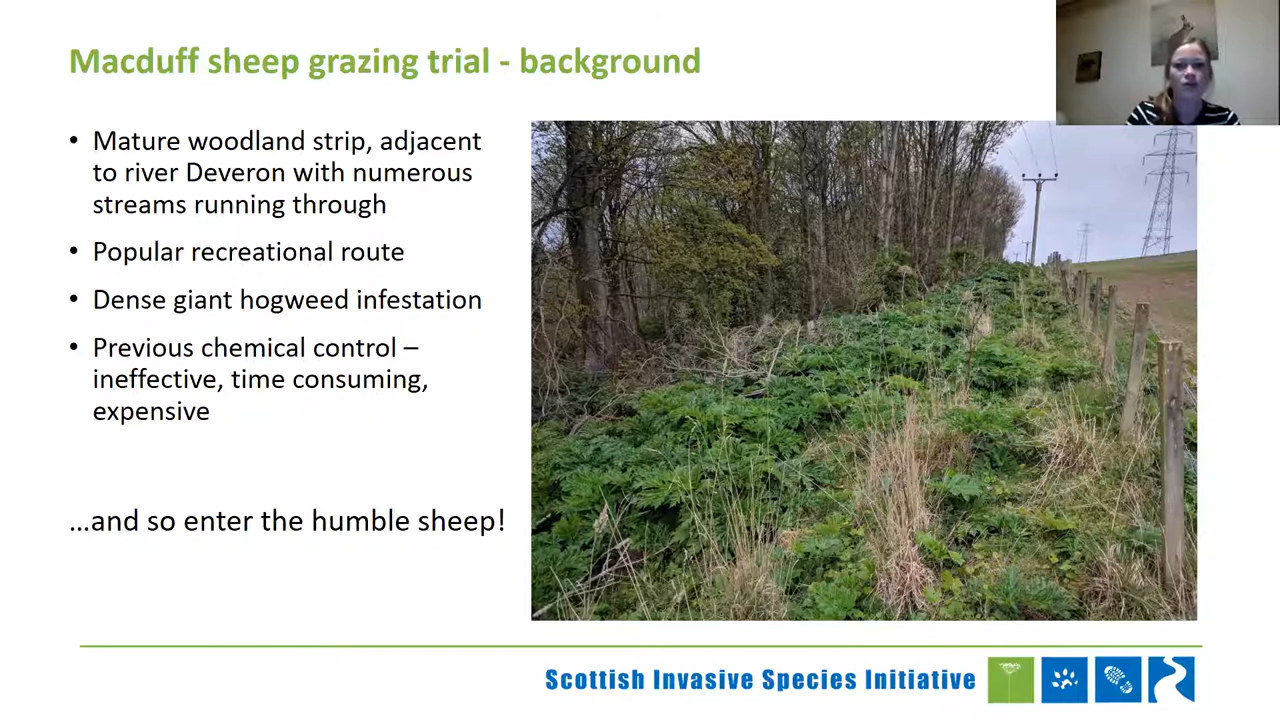 Macduff sheep grazing trial - background
• Mature woodland strip, adjacent
to river Deveron with numerous
streams running through
• Popular recreational route
• Dense giant hogweed infestation
• Previous chemical control –
ineffective, time consuming,
expensive
…and so enter the humble sheep!
Scottish Invasive Species Initiative